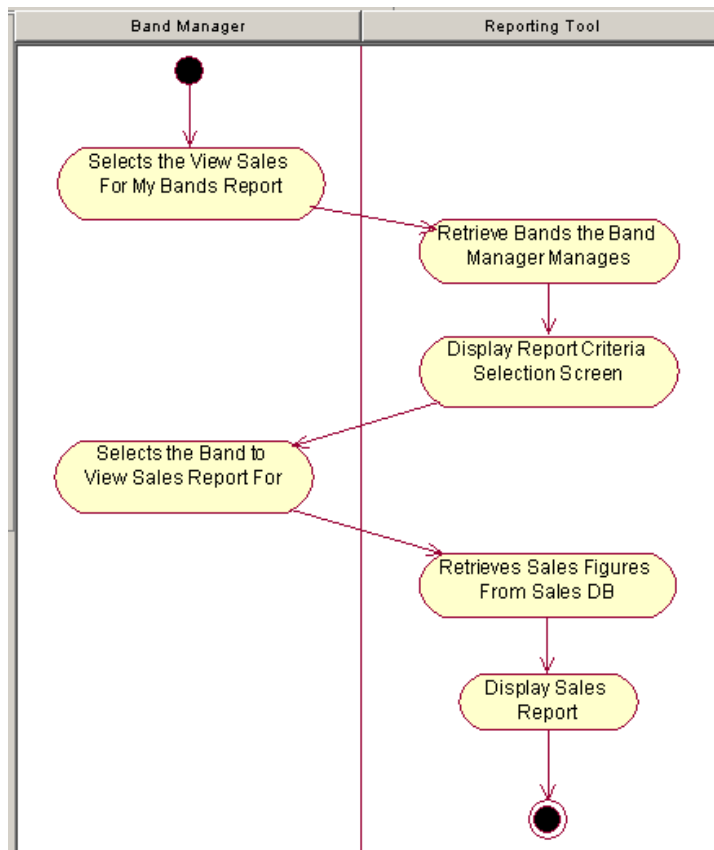 Band Manager
Reporting Tool
Selects the View Sales
For My Bands Report
Retrieve Bands the Band
Manager Manages
Display Report Criteria
Selection Screen
Selects the Band to
View Sales Report For
Retrieves Sales Figures
From Sales DB
Display Sales
Report